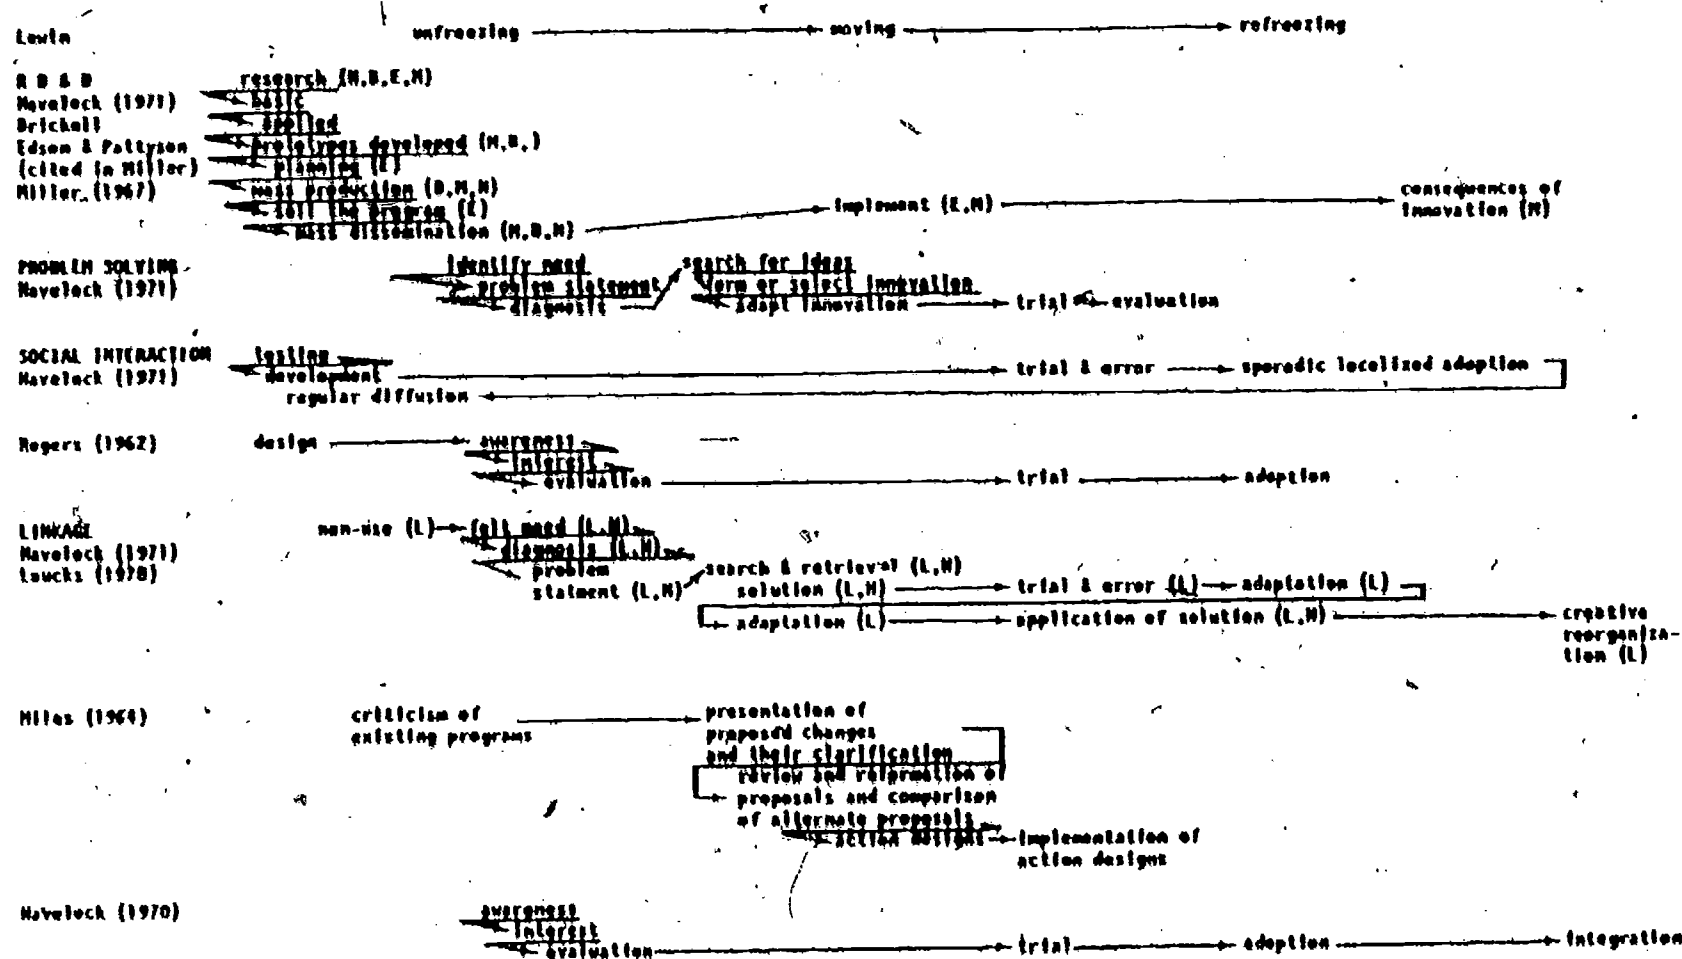 Lewin unfreezing moving refreezing
R D & D research (H,B,E,M)
Havelock (1971) basic
Brickell applied
Edson & Pattyson prototypes developed (H,B,)
(cited in Miller) planning (E)
Miller (1967) mass production (B,M,H)
sell the program (E) implement (E,M) consequences of
mass dissemination (H,B,M) innovation (M)
PROBLEM SOLVING identify need search for ideas
Havelock (1971) problem statement form or select innovation
diagnosis adapt innovation trial evaluation
SOCIAL INTERACTION testing
Havelock (1971) development trial & error sporadic localized adoption
regular diffusion
Rogers (1962) design awareness
interest
evaluation trial adoption
LINKAGE non-use (L) felt need (L,H)
Havelock (1971) diagnosis (L,H)
Loucks (1978) problem search & retrieval (L,H)
statment (L,H) solution (L,H) trial & error (L) adaptation (L)
adaptation (L) application of solution (L,H) creative
reorganiza-
tion (L)
Miles (1964) criticism of presentation of
existing programs propos'd changes
and their clarification
review and reformation of
proposals and comparison
of alternate proposals
action designs implementation of
action designs
Havelock (1970) awareness
interest
evaluation trial adoption integration